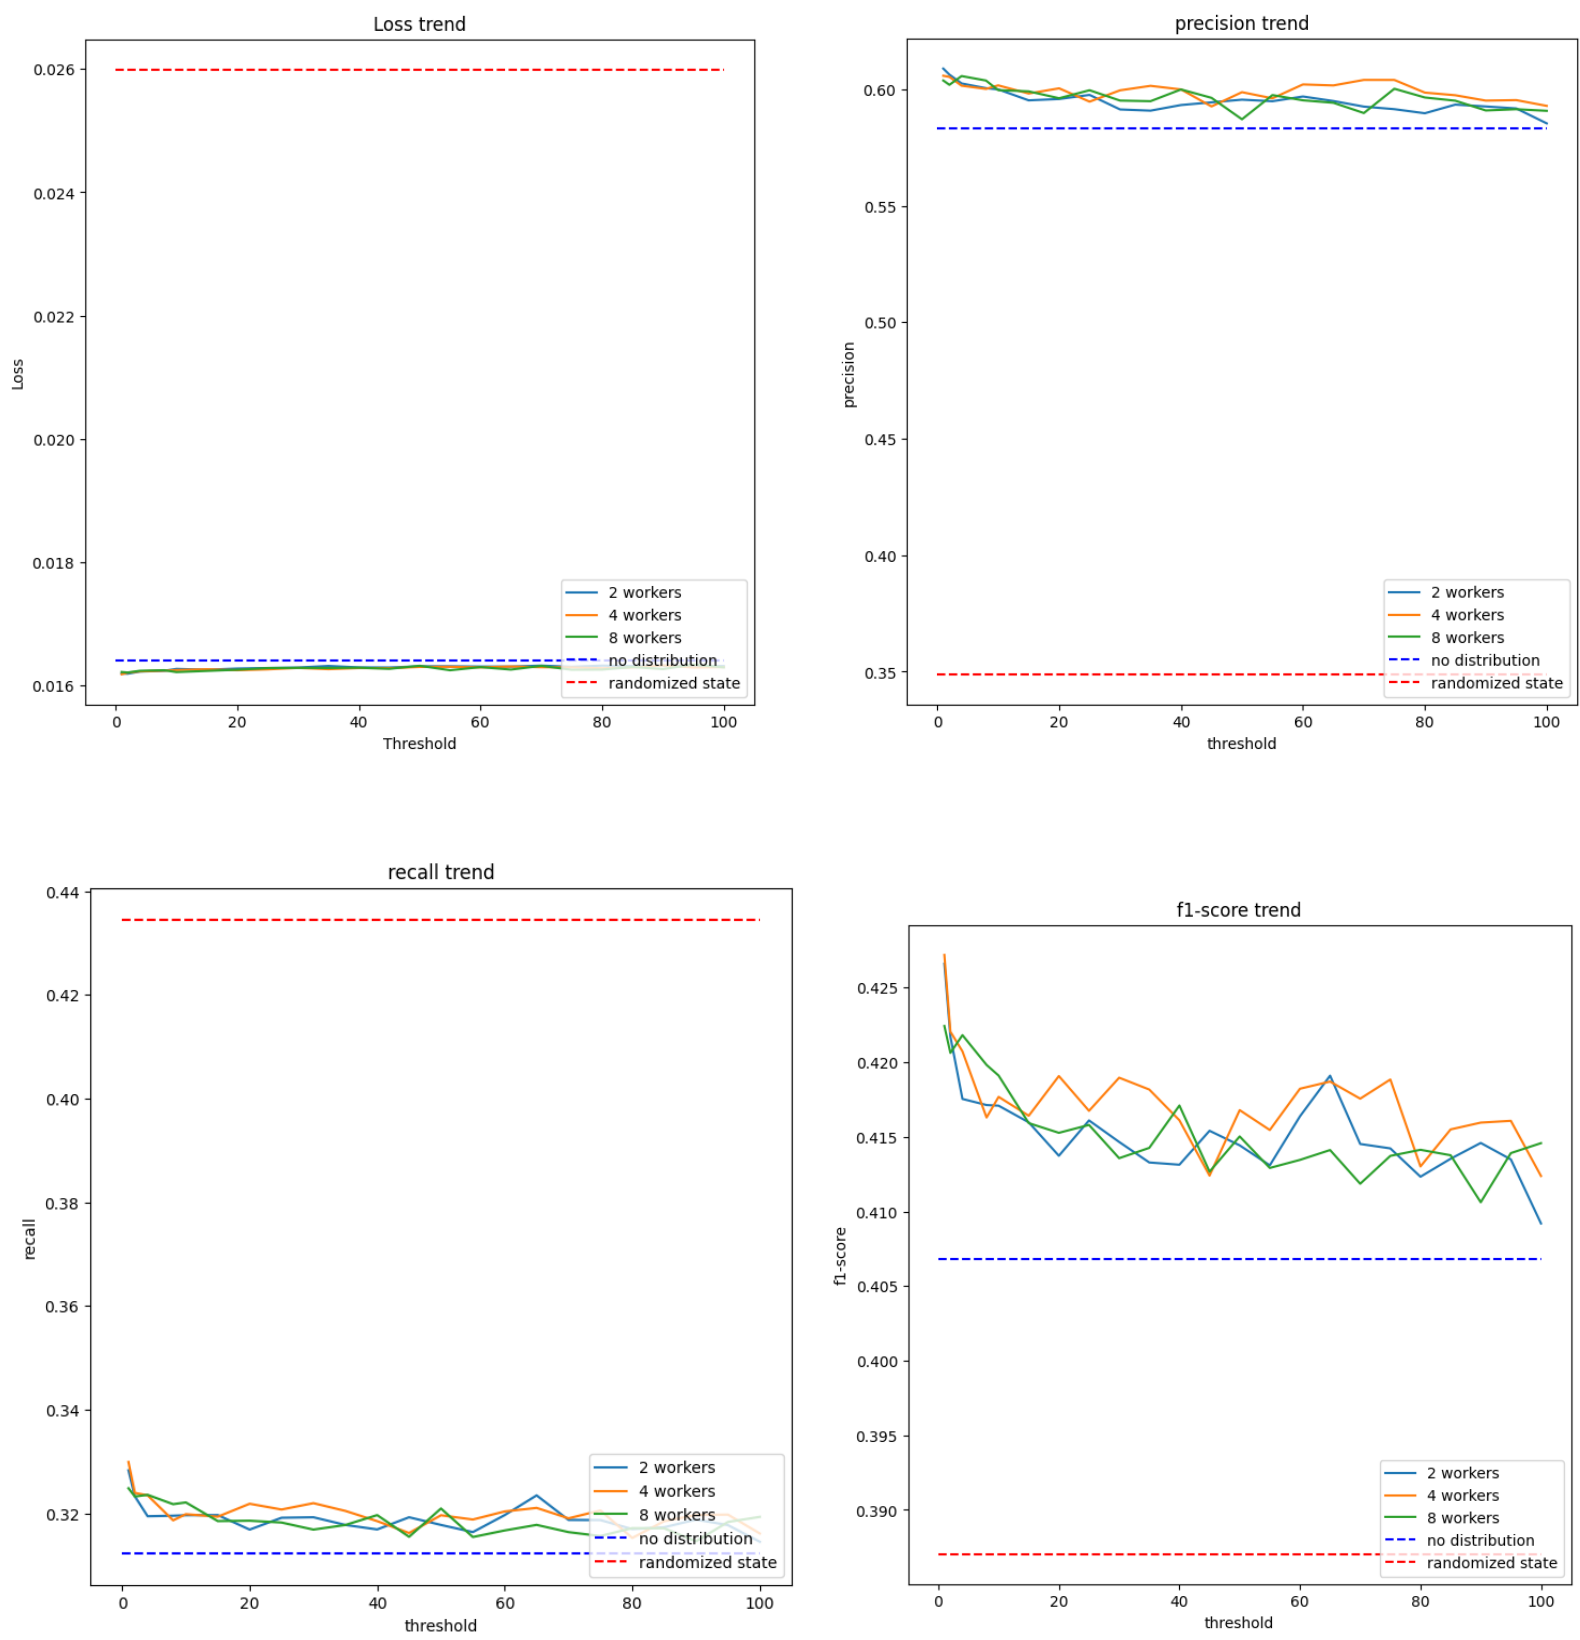 Loss trend
0.026
0.024
0.022
0.020
0.018
0.016
Loss
0 20 40 60 80 100
Threshold
2 workers
4 workers
8 workers
no distribution
randomized state
precision trend
0.60
0.55
0.50
0.45
0.40
0.35
precision
0 20 40 60 80 100
threshold
2 workers
4 workers
8 workers
no distribution
randomized state
recall trend
0.44
0.42
0.40
0.38
0.36
0.34
0.32
recall
0 20 40 60 80 100
threshold
2 workers
4 workers
8 workers
no distribution
randomized state
f1-score trend
0.425
0.420
0.415
0.410
0.405
0.400
0.395
0.390
f1-score
0 20 40 60 80 100
threshold
2 workers
4 workers
8 workers
no distribution
randomized state